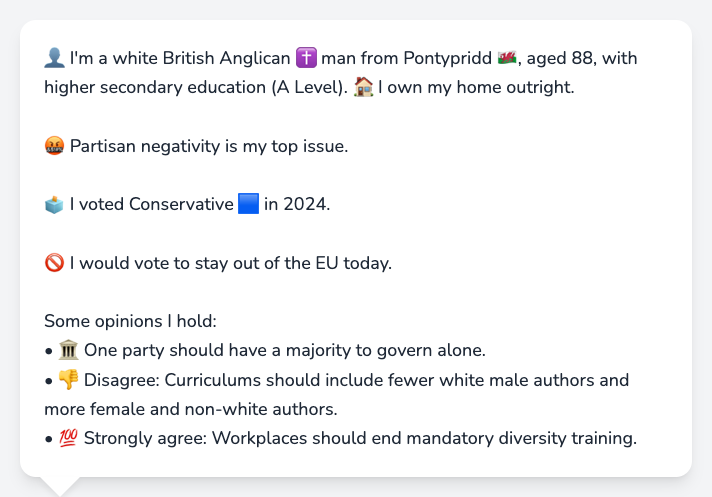 👤 I'm a white British Anglican ✝️ man from Pontypridd 🏴󠁧󠁢󠁷󠁬󠁳󠁿, aged 88, with
higher secondary education (A Level). 🏠 I own my home outright.
🤬 Partisan negativity is my top issue.
🗳️ I voted Conservative 🟦 in 2024.
🚫 I would vote to stay out of the EU today.
Some opinions I hold:
• 🏛️ One party should have a majority to govern alone.
• 👎 Disagree: Curriculums should include fewer white male authors and
more female and non-white authors.
• 💯 Strongly agree: Workplaces should end mandatory diversity training.